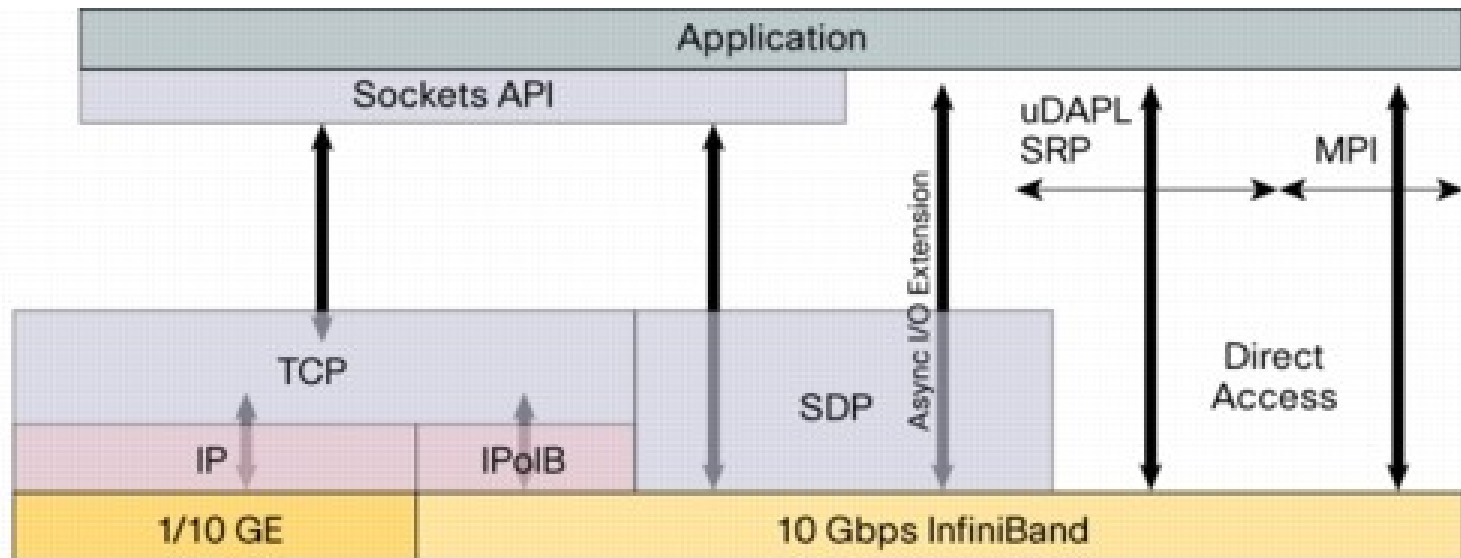 Application
Sockets API
uDAPL
SRP
MPI
Async I/O Extension
TCP
SDP
Direct
Access
IP
IPoIB
1/10 GE
10 Gbps InfiniBand